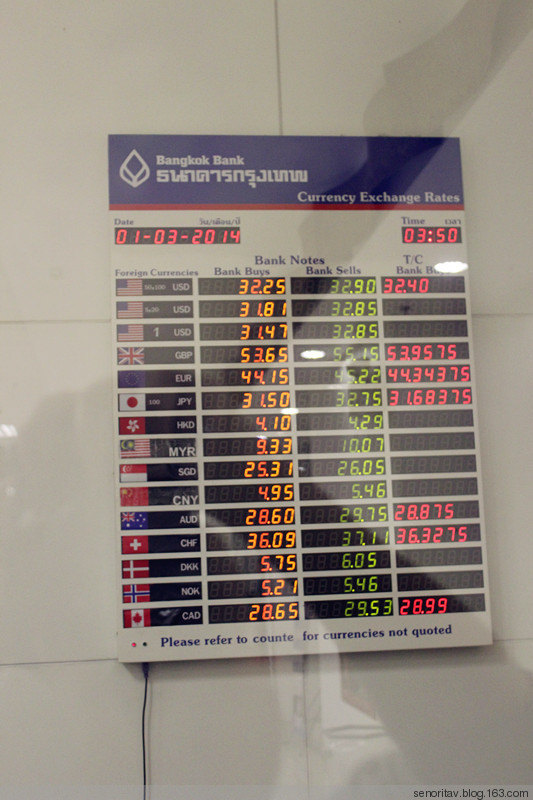 Bangkok Bank
ธนาคารกรุงเทพ
Currency Exchange Rates
Date วัน/เดือน/ปี Time เวลา
01-03-2014 03:50
Bank Notes T/C
Foreign Currencies Bank Buys Bank Sells Bank Buys
50&100 USD 32.25 32.90 32.40
USD 31.81 32.85
1 USD 31.47 32.85
GBP 53.65 55.15 53.9575
EUR 44.15 45.22 44.34375
100 JPY 31.50 32.75 31.68375
HKD 4.10 4.29
MYR 9.33 10.07
SGD 25.31 26.05
CNY 4.95 5.46
AUD 28.60 29.75 28.875
CHF 36.09 37.11 36.3275
DKK 5.75 6.05
NOK 5.21 5.46
CAD 28.65 29.53 28.99
Please refer to counte for currencies not quoted
senoritav.blog.163.com